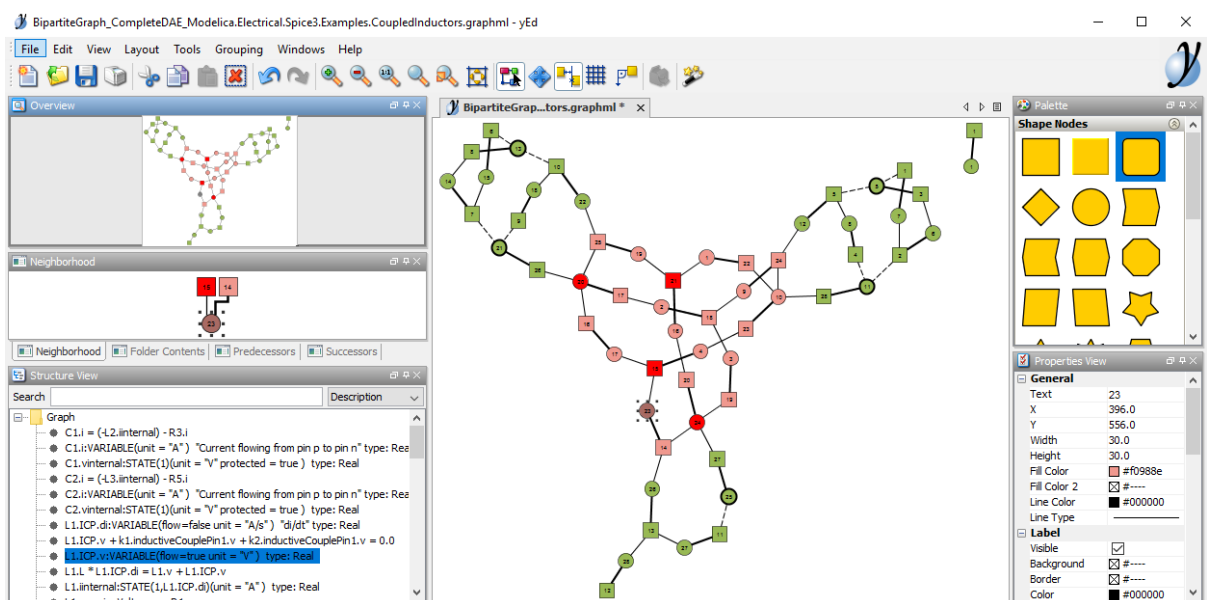 BipartiteGraph_CompleteDAE_Modelica.Electrical.Spice3.Examples.CoupledInductors.graphml - yEd
File Edit View Layout Tools Grouping Windows Help
Overview
BipartiteGrap...tors.graphml *
Palette
Shape Nodes
Neighborhood
15 14
23
Neighborhood Folder Contents Predecessors Successors
Structure View
Search Description
Graph
C1.i = (-L2.iinternal) - R3.i
C1.i:VARIABLE(unit = "A" ) "Current flowing from pin p to pin n" type: Rea
C1.vinternal:STATE(1)(unit = "V" protected = true ) type: Real
C2.i = (-L3.iinternal) - R5.i
C2.i:VARIABLE(unit = "A" ) "Current flowing from pin p to pin n" type: Rea
C2.vinternal:STATE(1)(unit = "V" protected = true ) type: Real
L1.ICP.di:VARIABLE(flow=false unit = "A/s" ) "di/dt" type: Real
L1.ICP.v + k1.inductiveCouplePin1.v + k2.inductiveCouplePin1.v = 0.0
L1.ICP.v:VARIABLE(flow=true unit = "V" ) type: Real
L1.L * L1.ICP.di = L1.v + L1.ICP.v
L1.iinternal:STATE(1,L1.ICP.di)(unit = "A" ) type: Real
Properties View
General
Text 23
X 396.0
Y 556.0
Width 30.0
Height 30.0
Fill Color #f0988e
Fill Color 2 #----
Line Color #000000
Line Type
Label
Visible
Background #----
Border #----
Color #000000